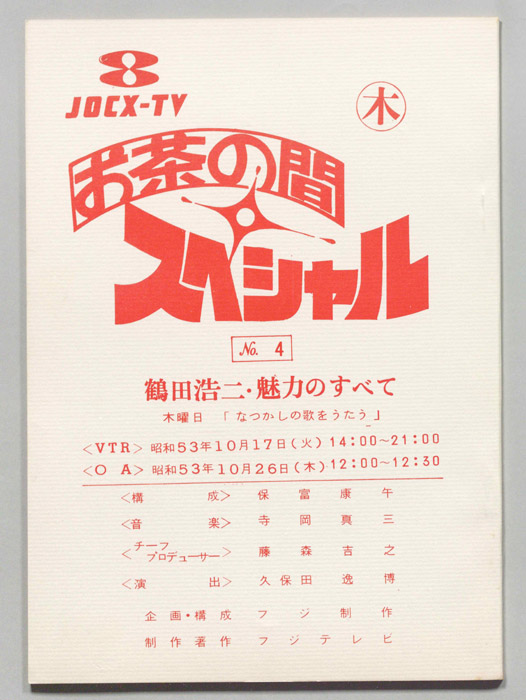 JOCX-TV
木
お茶の間
スペシャル
No. 4
鶴田浩二・魅力のすべて
木曜日 「なつかしの歌をうたう」
<VTR> 昭和53年10月17日(火) 14:00~21:00
<O A> 昭和53年10月26日(木) 12:00~12:30
<構 成> 保富康午
<音 楽> 寺岡真三
<チーフプロデューサー> 藤森吉之
<演 出> 久保田逸博
企画・構成 フジ制作
制作著作 フジテレビ